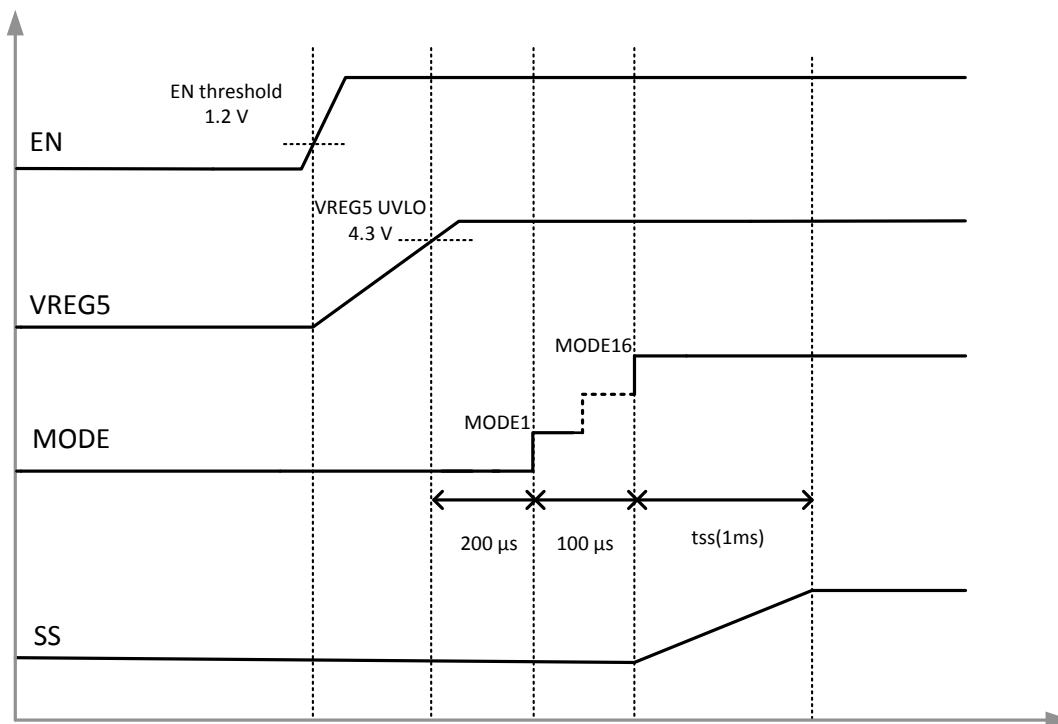 EN threshold
1.2 V
EN
VREG5 UVLO
4.3 V
VREG5
MODE16
MODE1
MODE
200 µs
100 µs
tss(1ms)
SS